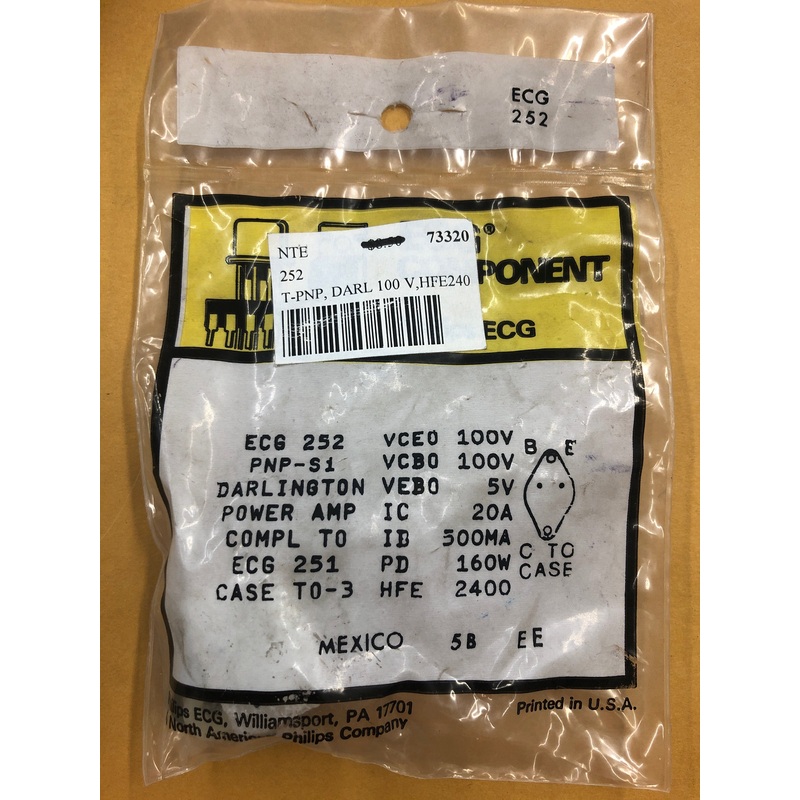 ECG
252
NTE 73320
252
T-PNP, DARL 100 V,HFE240
PONENT
ECG
ECG 252 VCEO 100V
PNP-Si VCBO 100V
DARLINGTON VEBO 5V
POWER AMP IC 20A
COMPL TO IB 500MA
ECG 251 PD 160W
CASE TO-3 HFE 2400
B E
C TO
CASE
MEXICO 5B EE
ECG, Williamsport, PA 17701
North American Philips Company
Printed in U.S.A.